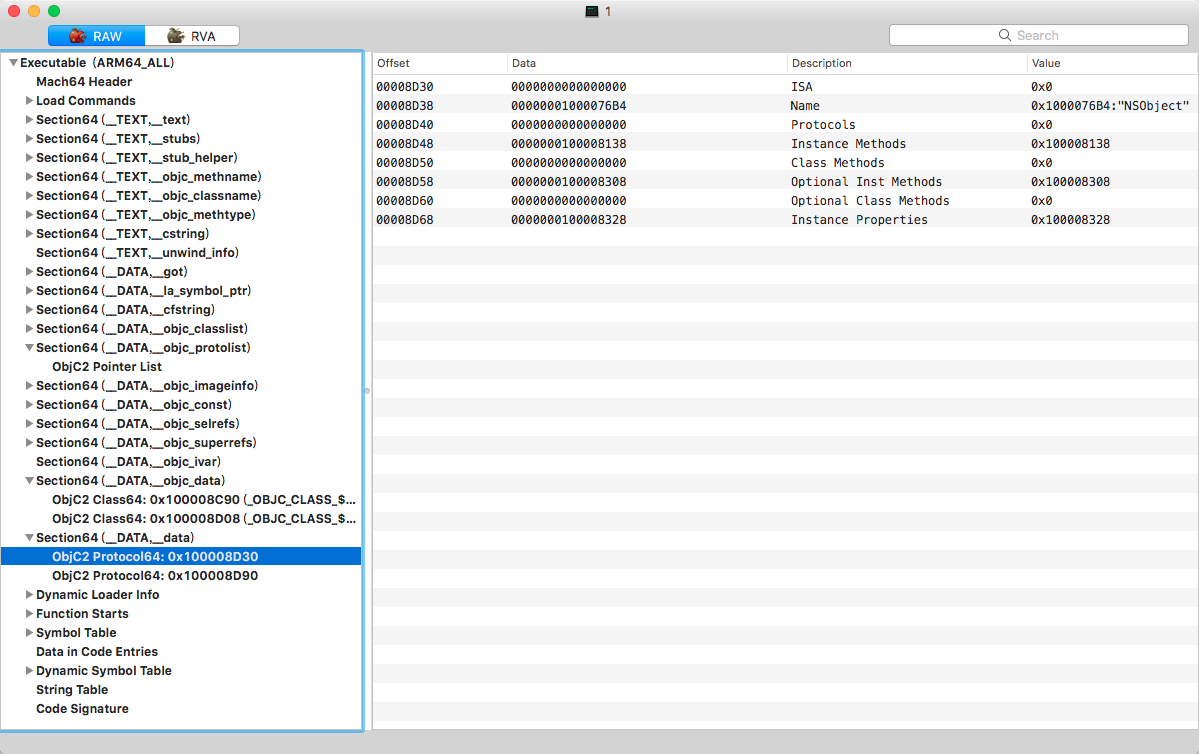 1
RAW RVA Search
Executable (ARM64_ALL)
Mach64 Header
Load Commands
Section64 (__TEXT,__text)
Section64 (__TEXT,__stubs)
Section64 (__TEXT,__stub_helper)
Section64 (__TEXT,__objc_methname)
Section64 (__TEXT,__objc_classname)
Section64 (__TEXT,__objc_methtype)
Section64 (__TEXT,__cstring)
Section64 (__TEXT,__unwind_info)
Section64 (__DATA,__got)
Section64 (__DATA,__la_symbol_ptr)
Section64 (__DATA,__cfstring)
Section64 (__DATA,__objc_classlist)
Section64 (__DATA,__objc_protolist)
ObjC2 Pointer List
Section64 (__DATA,__objc_imageinfo)
Section64 (__DATA,__objc_const)
Section64 (__DATA,__objc_selrefs)
Section64 (__DATA,__objc_superrefs)
Section64 (__DATA,__objc_ivar)
Section64 (__DATA,__objc_data)
ObjC2 Class64: 0x100008C90 (_OBJC_CLASS_$...
ObjC2 Class64: 0x100008D08 (_OBJC_CLASS_$...
Section64 (__DATA,__data)
ObjC2 Protocol64: 0x100008D30
ObjC2 Protocol64: 0x100008D90
Dynamic Loader Info
Function Starts
Symbol Table
Data in Code Entries
Dynamic Symbol Table
String Table
Code Signature
Offset Data Description Value
00008D30 0000000000000000 ISA 0x0
00008D38 00000001000076B4 Name 0x1000076B4:"NSObject"
00008D40 0000000000000000 Protocols 0x0
00008D48 0000000100008138 Instance Methods 0x100008138
00008D50 0000000000000000 Class Methods 0x0
00008D58 0000000100008308 Optional Inst Methods 0x100008308
00008D60 0000000000000000 Optional Class Methods 0x0
00008D68 0000000100008328 Instance Properties 0x100008328